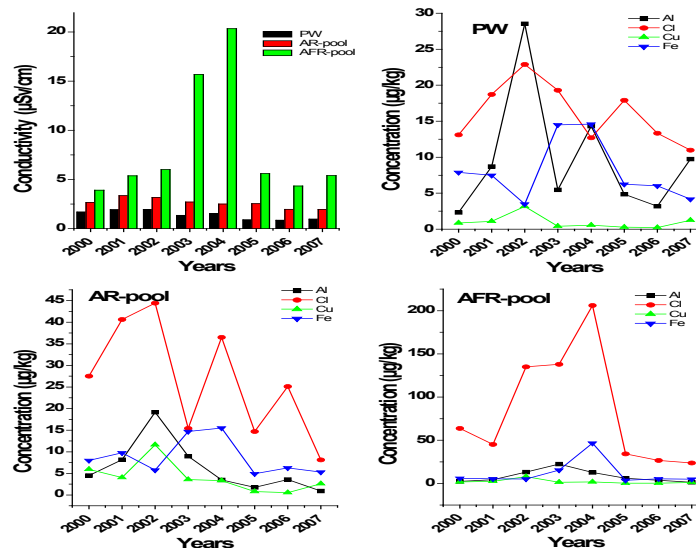 PW
AR-pool
AFR-pool
Conductivity (µSv/cm)
20
15
10
5
0
2000 2001 2002 2003 2004 2005 2006 2007
Years
PW
Al
Cl
Cu
Fe
Concentration (µg/kg)
30
25
20
15
10
5
0
2000 2001 2002 2003 2004 2005 2006 2007
Years
AR-pool
Al
Cl
Cu
Fe
Concentration (µg/kg)
45
40
35
30
25
20
15
10
5
0
2000 2001 2002 2003 2004 2005 2006 2007
Years
AFR-pool
Al
Cl
Cu
Fe
Concentration (µg/kg)
200
150
100
50
0
2000 2001 2002 2003 2004 2005 2006 2007
Years